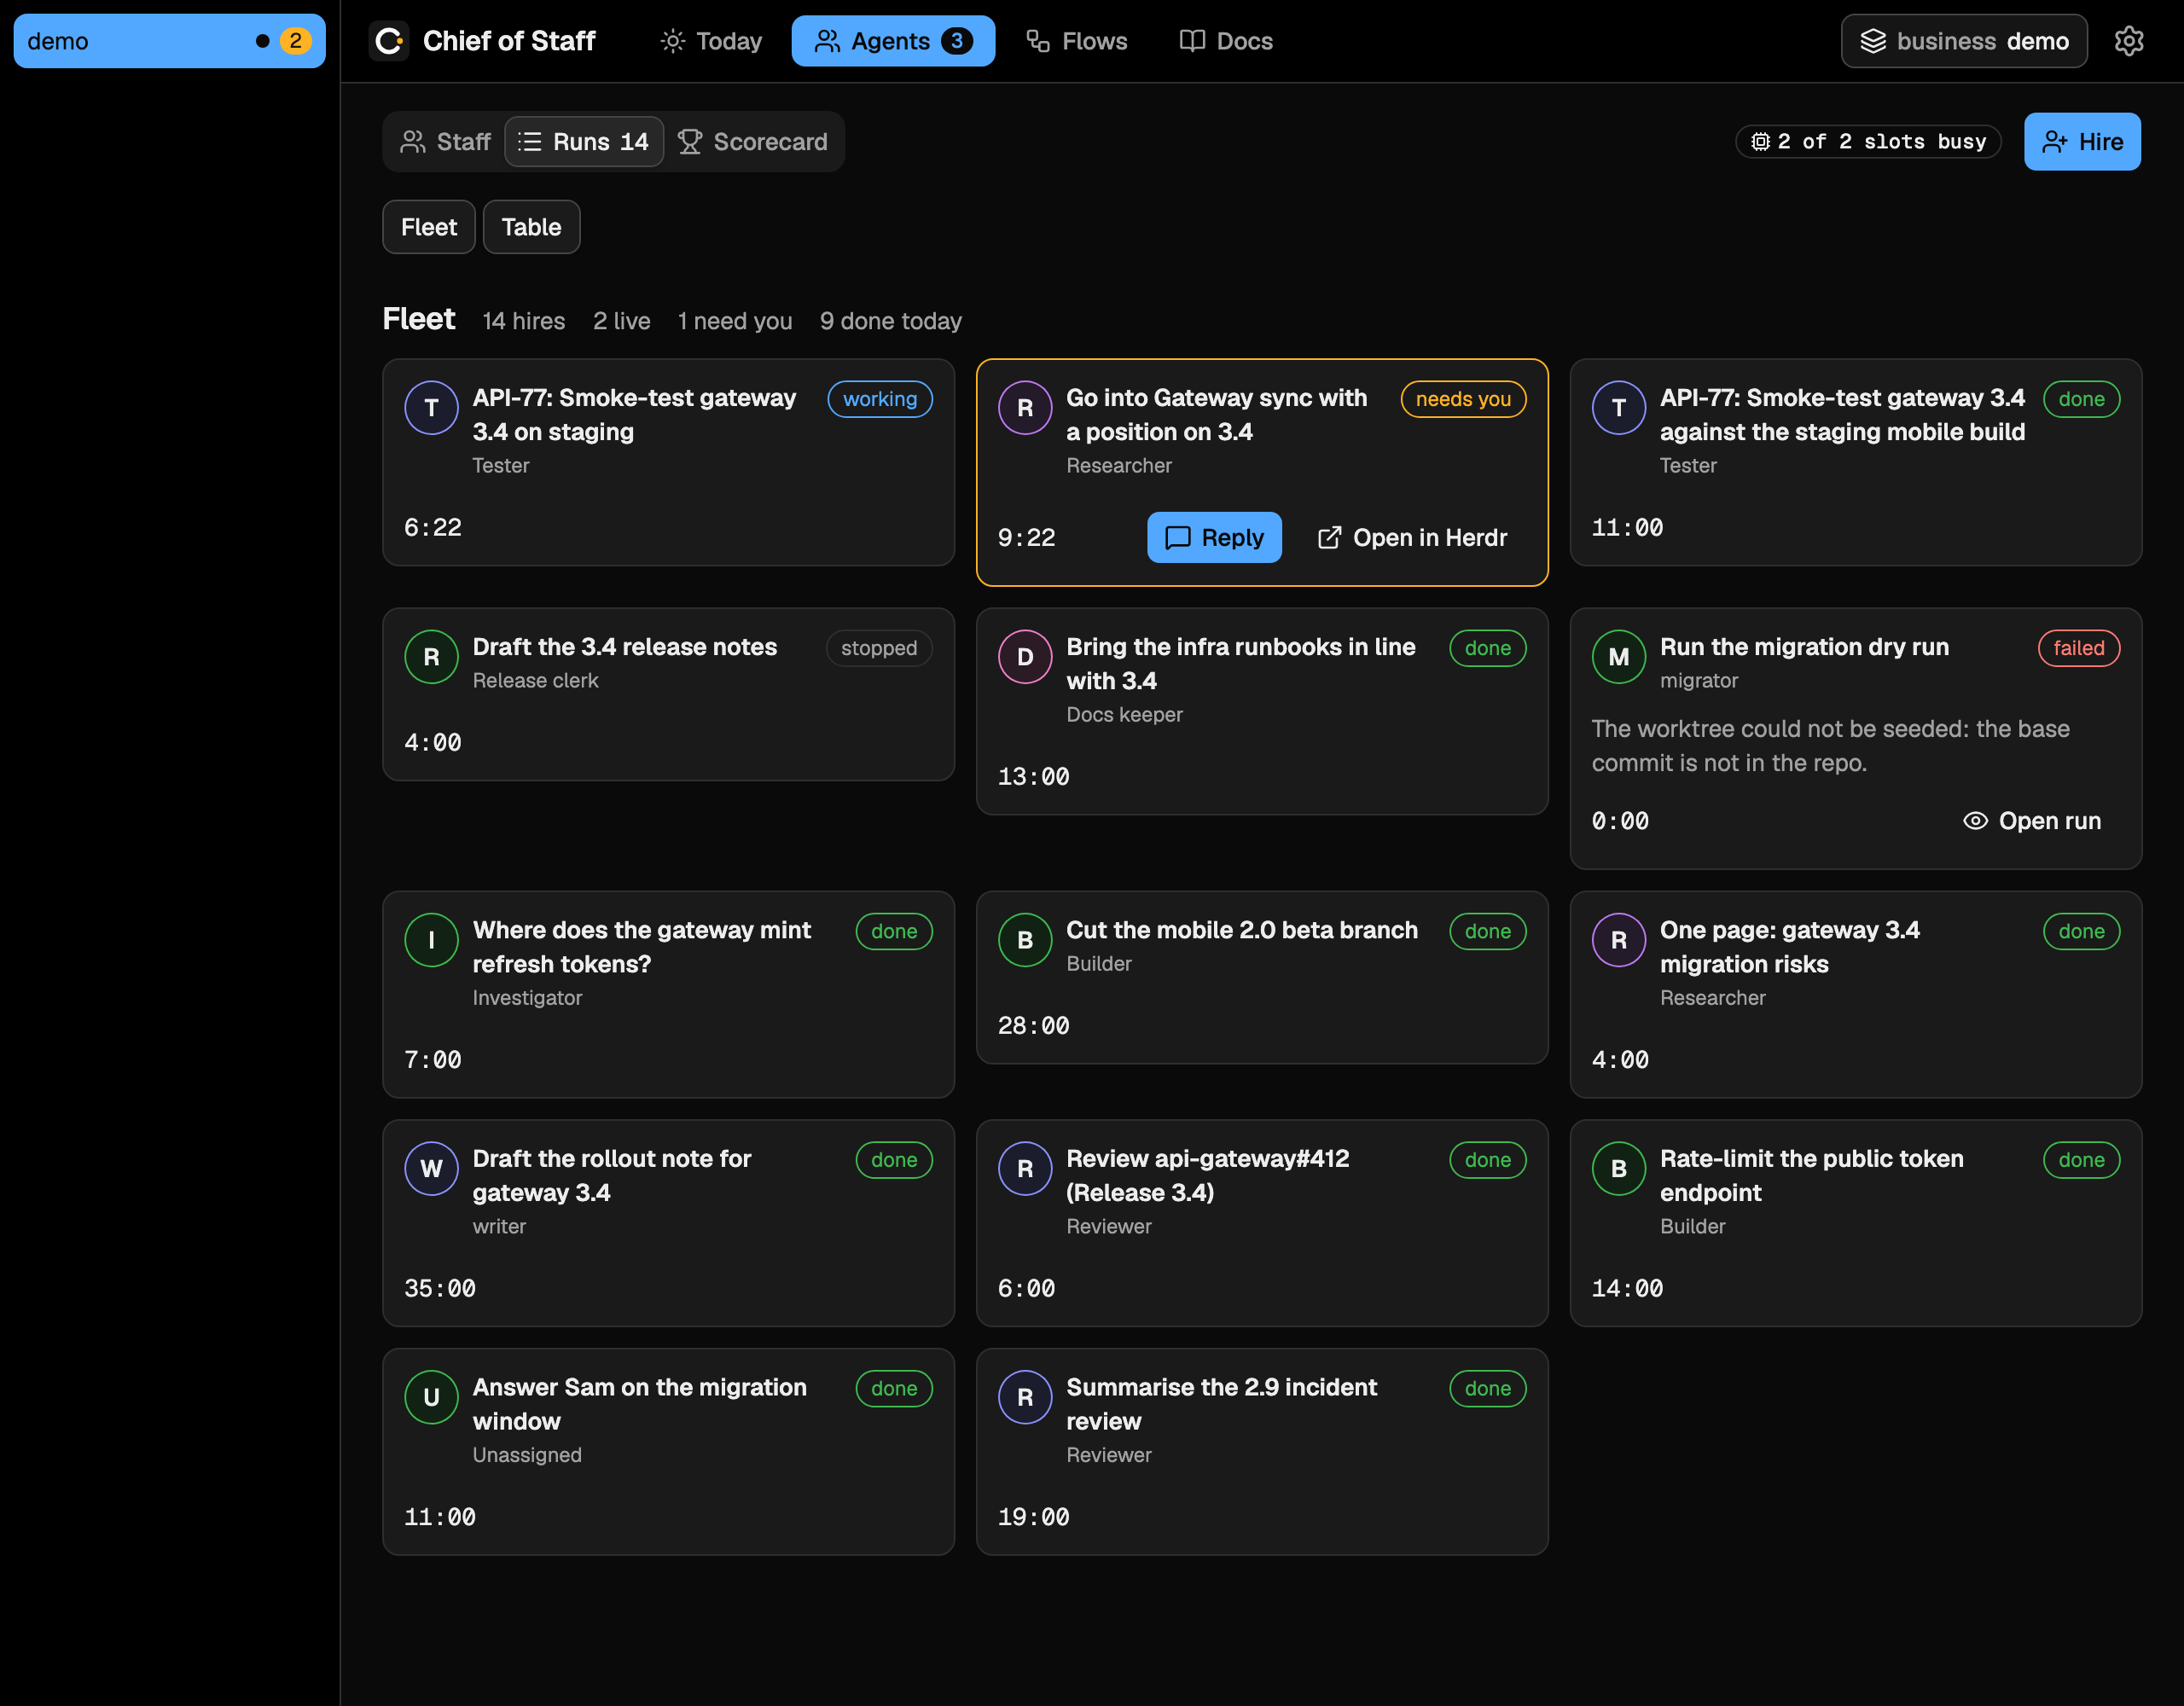 demo 2
Chief of Staff Today Agents 3 Flows Docs business demo
Staff Runs 14 Scorecard 2 of 2 slots busy Hire
Fleet Table
Fleet 14 hires 2 live 1 need you 9 done today
T
API-77: Smoke-test gateway
3.4 on staging
working
Tester
6:22
R
Go into Gateway sync with
a position on 3.4
needs you
Researcher
9:22 Reply Open in Herdr
T
API-77: Smoke-test gateway 3.4
against the staging mobile build
done
Tester
11:00
R
Draft the 3.4 release notes
stopped
Release clerk
4:00
D
Bring the infra runbooks in line
with 3.4
done
Docs keeper
13:00
M
Run the migration dry run
failed
migrator
The worktree could not be seeded: the base
commit is not in the repo.
0:00 Open run
I
Where does the gateway mint
refresh tokens?
done
Investigator
7:00
B
Cut the mobile 2.0 beta branch
done
Builder
28:00
R
One page: gateway 3.4
migration risks
done
Researcher
4:00
W
Draft the rollout note for
gateway 3.4
done
writer
35:00
R
Review api-gateway#412
(Release 3.4)
done
Reviewer
6:00
B
Rate-limit the public token
endpoint
done
Builder
14:00
U
Answer Sam on the migration
window
done
Unassigned
11:00
R
Summarise the 2.9 incident
review
done
Reviewer
19:00